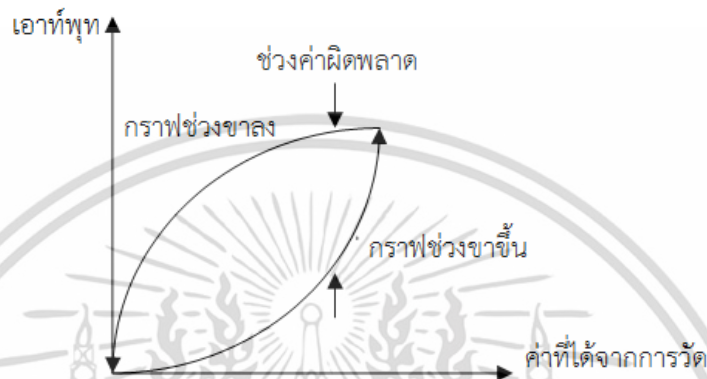 เอาท์พุท
ช่วงค่าผิดพลาด
กราฟช่วงขาลง
กราฟช่วงขาขึ้น
ค่าที่ได้จากการวัด